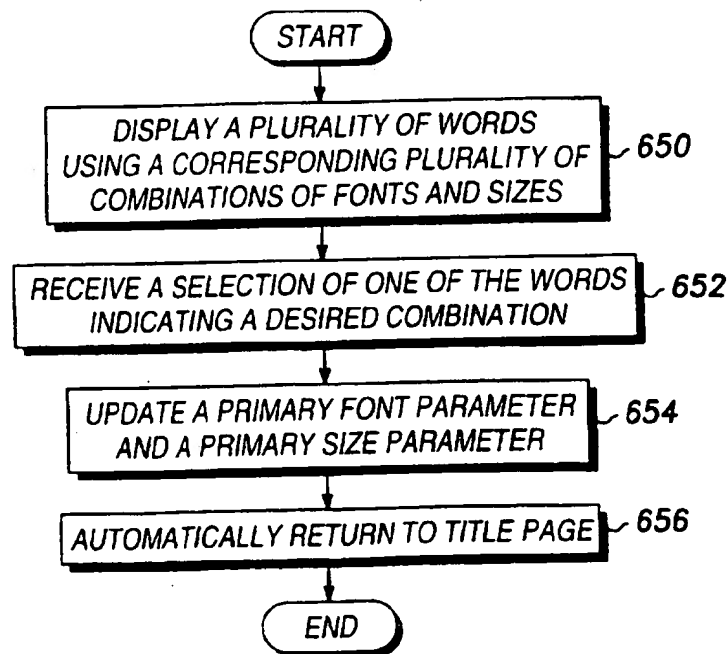 START
DISPLAY A PLURALITY OF WORDS
USING A CORRESPONDING PLURALITY OF
COMBINATIONS OF FONTS AND SIZES
650
RECEIVE A SELECTION OF ONE OF THE WORDS
INDICATING A DESIRED COMBINATION
652
UPDATE A PRIMARY FONT PARAMETER
AND A PRIMARY SIZE PARAMETER
654
AUTOMATICALLY RETURN TO TITLE PAGE
656
END